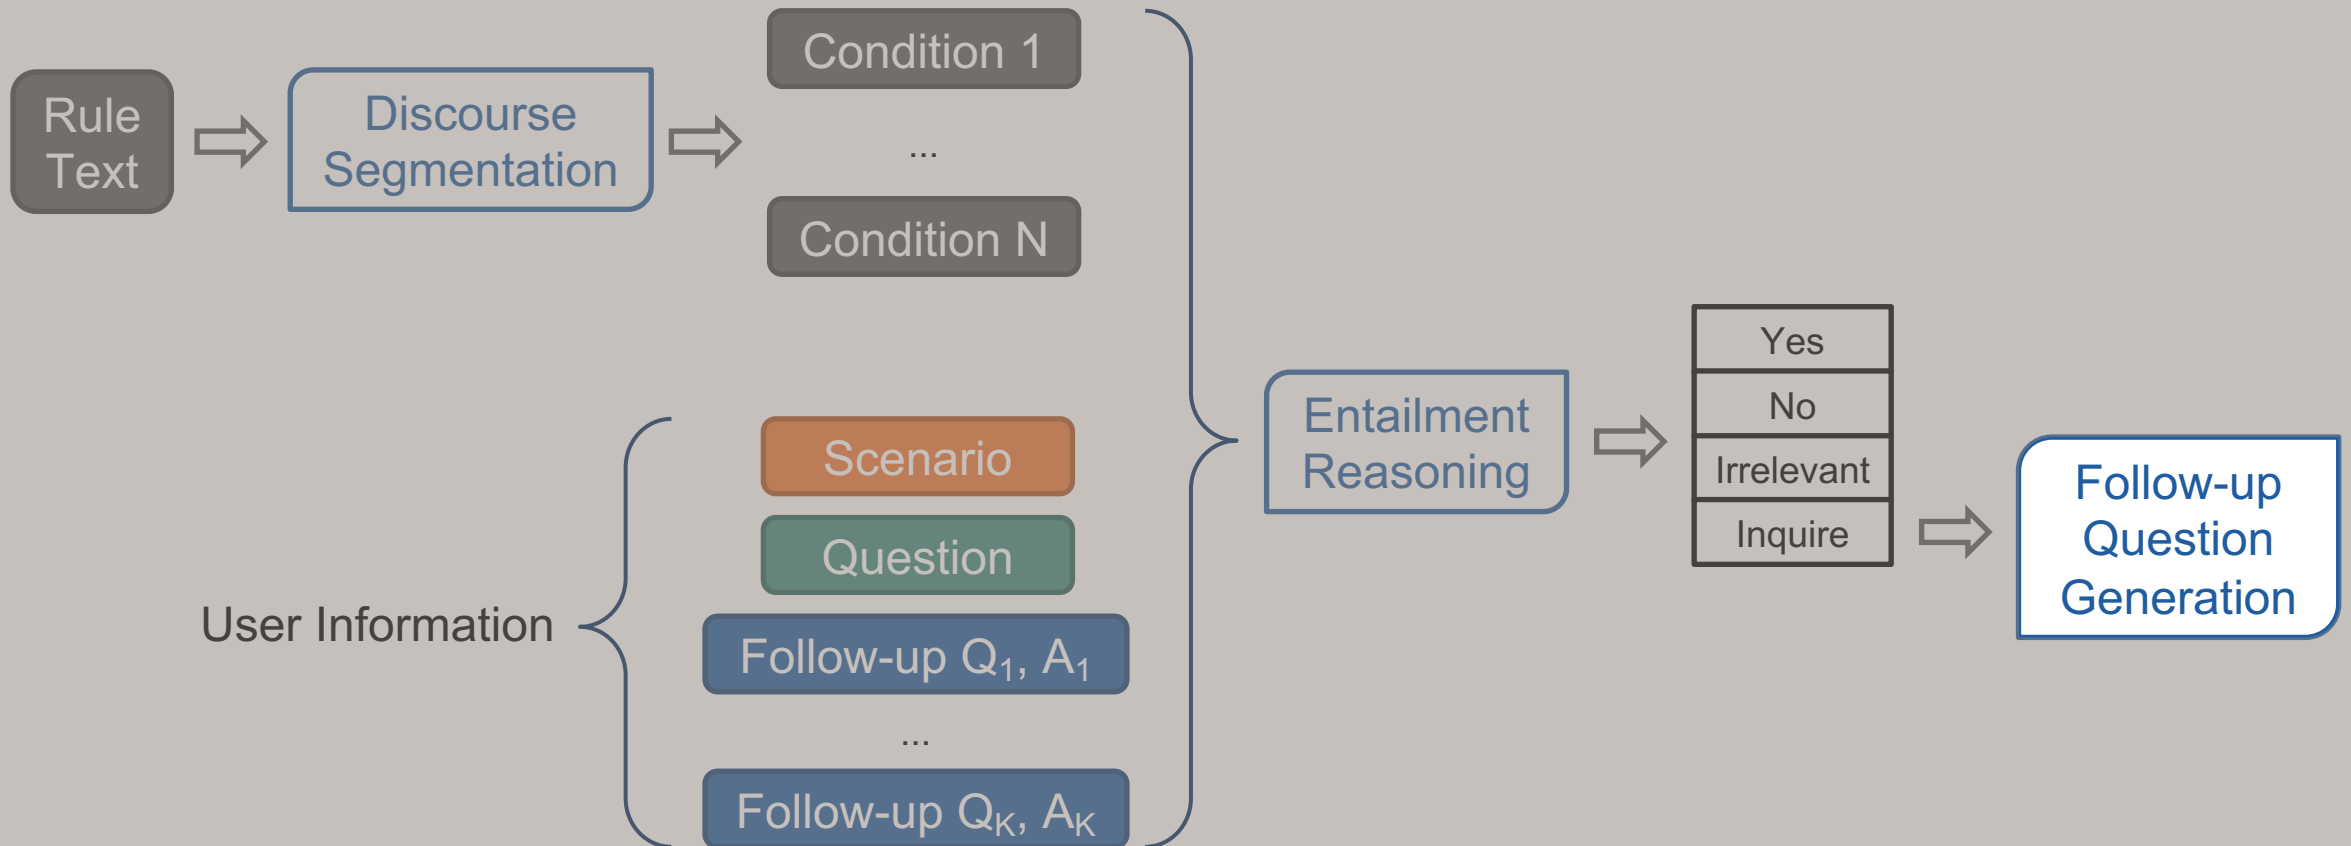 Rule
Text
Discourse
Segmentation
Condition 1
...
Condition N
User Information
Scenario
Question
Follow-up Q₁, A₁
...
Follow-up Qₖ, Aₖ
Entailment
Reasoning
Yes
No
Irrelevant
Inquire
Follow-up
Question
Generation